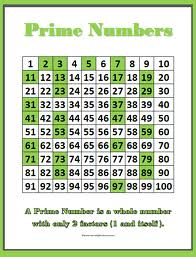 Prime Numbers
1 2 3 4 5 6 7 8 9 10
11 12 13 14 15 16 17 18 19 20
21 22 23 24 25 26 27 28 29 30
31 32 33 34 35 36 37 38 39 40
41 42 43 44 45 46 47 48 49 50
51 52 53 54 55 56 57 58 59 60
61 62 63 64 65 66 67 68 69 70
71 72 73 74 75 76 77 78 79 80
81 82 83 84 85 86 87 88 89 90
91 92 93 94 95 96 97 98 99 100
A Prime Number is a whole number
with only 2 factors (1 and itself).